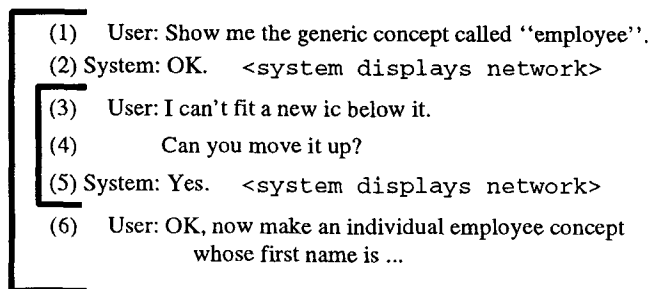 (1) User: Show me the generic concept called ‘‘employee’’.
(2) System: OK. <system displays network>
(3) User: I can't fit a new ic below it.
(4) Can you move it up?
(5) System: Yes. <system displays network>
(6) User: OK, now make an individual employee concept
whose first name is ...